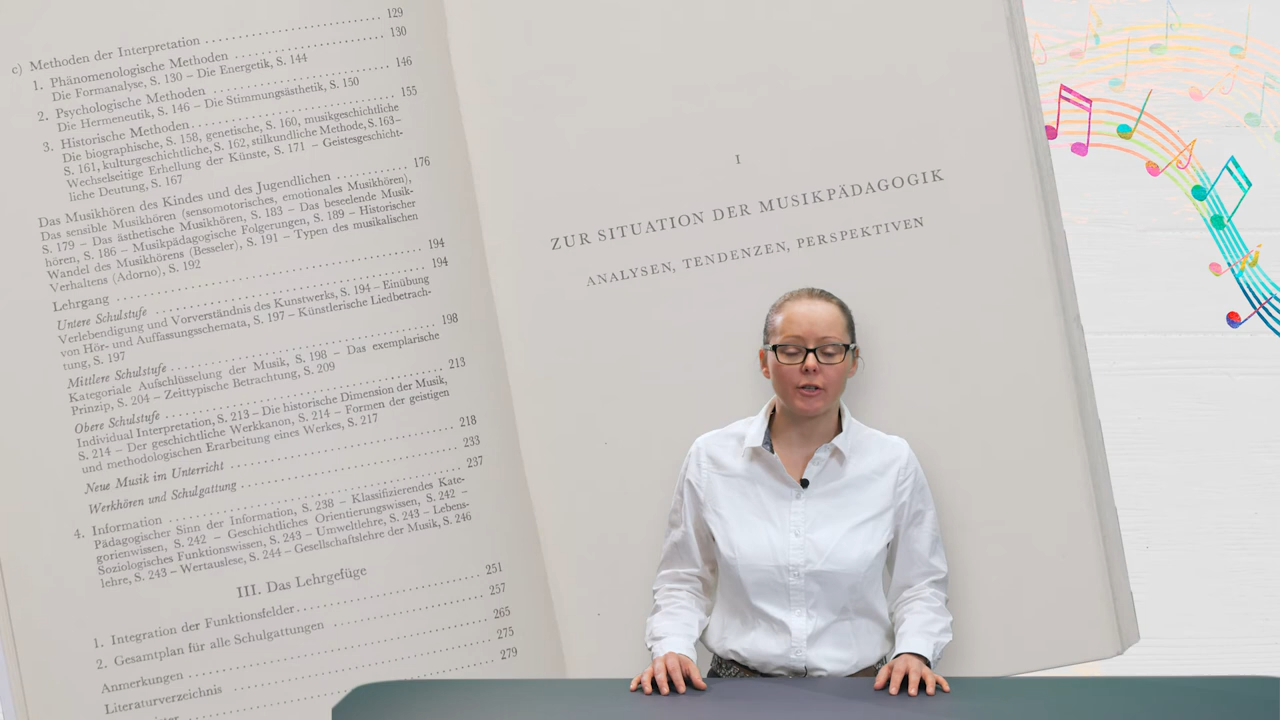 129
c) Methoden der Interpretation 130
1. Phänomenologische Methoden
Die Formanalyse, S. 130 – Die Energetik, S. 144
2. Psychologische Methoden 146
Die Hermeneutik, S. 146 – Die Stimmungsästhetik, S. 150
3. Historische Methoden 155
Die biographische, S. 158, genetische, S. 160, musikgeschichtliche
S. 161, kulturgeschichtliche, S. 162, stilkundliche Methode, S. 163 –
Wechselseitige Erhellung der Künste, S. 171 – Geistesgeschicht-
liche Deutung, S. 167
Das Musikhören des Kindes und des Jugendlichen 176
Das sensible Musikhören (sensomotorisches, emotionales Musikhören),
S. 179 – Das ästhetische Musikhören, S. 183 – Das beseelende Musik-
hören, S. 186 – Musikpädagogische Folgerungen, S. 189 – Historischer
Wandel des Musikhörens (Besseler), S. 191 – Typen des musikalischen
Verhaltens (Adorno), S. 192
Lehrgang 194
Untere Schulstufe 194
Verlebendigung und Vorverständnis des Kunstwerks, S. 194 – Einübung
von Hör- und Auffassungsschemata, S. 197 – Künstlerische Liedbetrach-
tung, S. 197
Mittlere Schulstufe 198
Kategoriale Aufschlüsselung der Musik, S. 198 – Das exemplarische
Prinzip, S. 204 – Zeittypische Betrachtung, S. 209
Obere Schulstufe 213
Individual Interpretation, S. 213 – Die historische Dimension der Musik,
S. 214 – Der geschichtliche Werkkanon, S. 214 – Formen der geistigen
und methodologischen Erarbeitung eines Werkes, S. 217
Neue Musik im Unterricht 218
Werkhören und Schulgattung 233
4. Information 237
Pädagogischer Sinn der Information, S. 238 – Klassifizierendes Kate-
gorienwissen, S. 242 – Geschichtliches Orientierungswissen, S. 242 –
Soziologisches Funktionswissen, S. 243 – Umweltlehre, S. 243 – Lebens-
lehre, S. 243 – Wertauslese, S. 244 – Gesellschaftslehre der Musik, S. 246
III. Das Lehrgefüge
1. Integration der Funktionsfelder 251
2. Gesamtplan für alle Schulgattungen 257
Anmerkungen 265
Literaturverzeichnis 275
279
I
ZUR SITUATION DER MUSIKPÄDAGOGIK
ANALYSEN, TENDENZEN, PERSPEKTIVEN